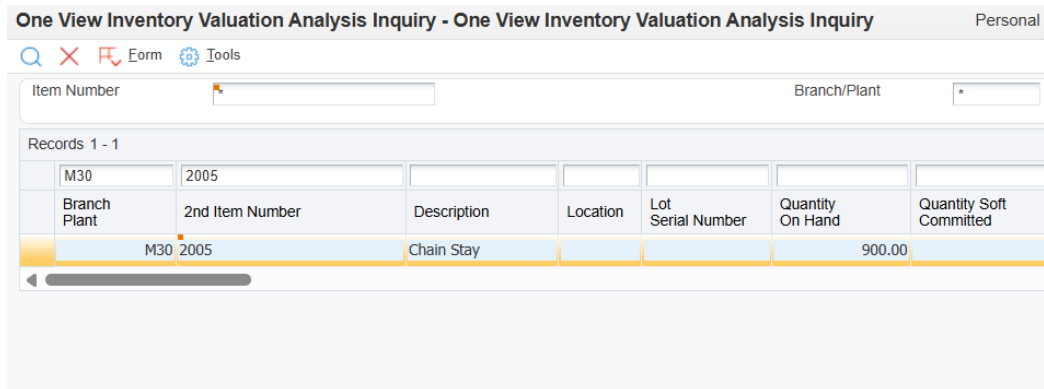 One View Inventory Valuation Analysis Inquiry - One View Inventory Valuation Analysis Inquiry Personal
Form Tools
Item Number * Branch/Plant *
Records 1 - 1
M30 2005
Branch Plant 2nd Item Number Description Location Lot Serial Number Quantity On Hand Quantity Soft Committed
M30 2005 Chain Stay 900.00